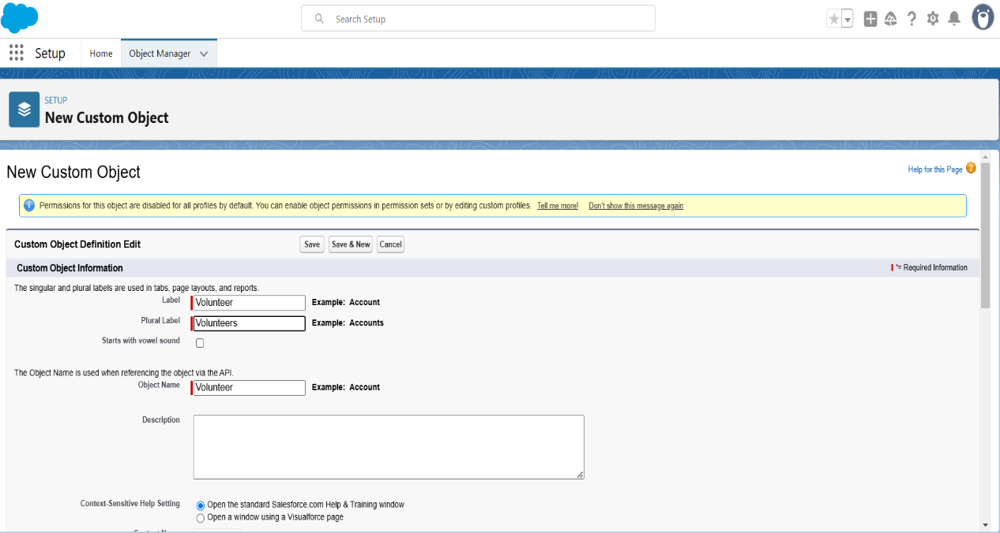 Search Setup
Setup
Home
Object Manager
SETUP
New Custom Object
New Custom Object
Help for this Page ?
Permissions for this object are disabled for all profiles by default. You can enable object permissions in permission sets or by editing custom profiles. Tell me more! Don't show this message again
Custom Object Definition Edit
Save
Save & New
Cancel
Custom Object Information
= Required Information
The singular and plural labels are used in tabs, page layouts, and reports.
Label Volunteer Example: Account
Plural Label Volunteers Example: Accounts
Starts with vowel sound
The Object Name is used when referencing the object via the API.
Object Name Volunteer Example: Account
Description
Context-Sensitive Help Setting Open the standard Salesforce.com Help & Training window
Open a window using a Visualforce page